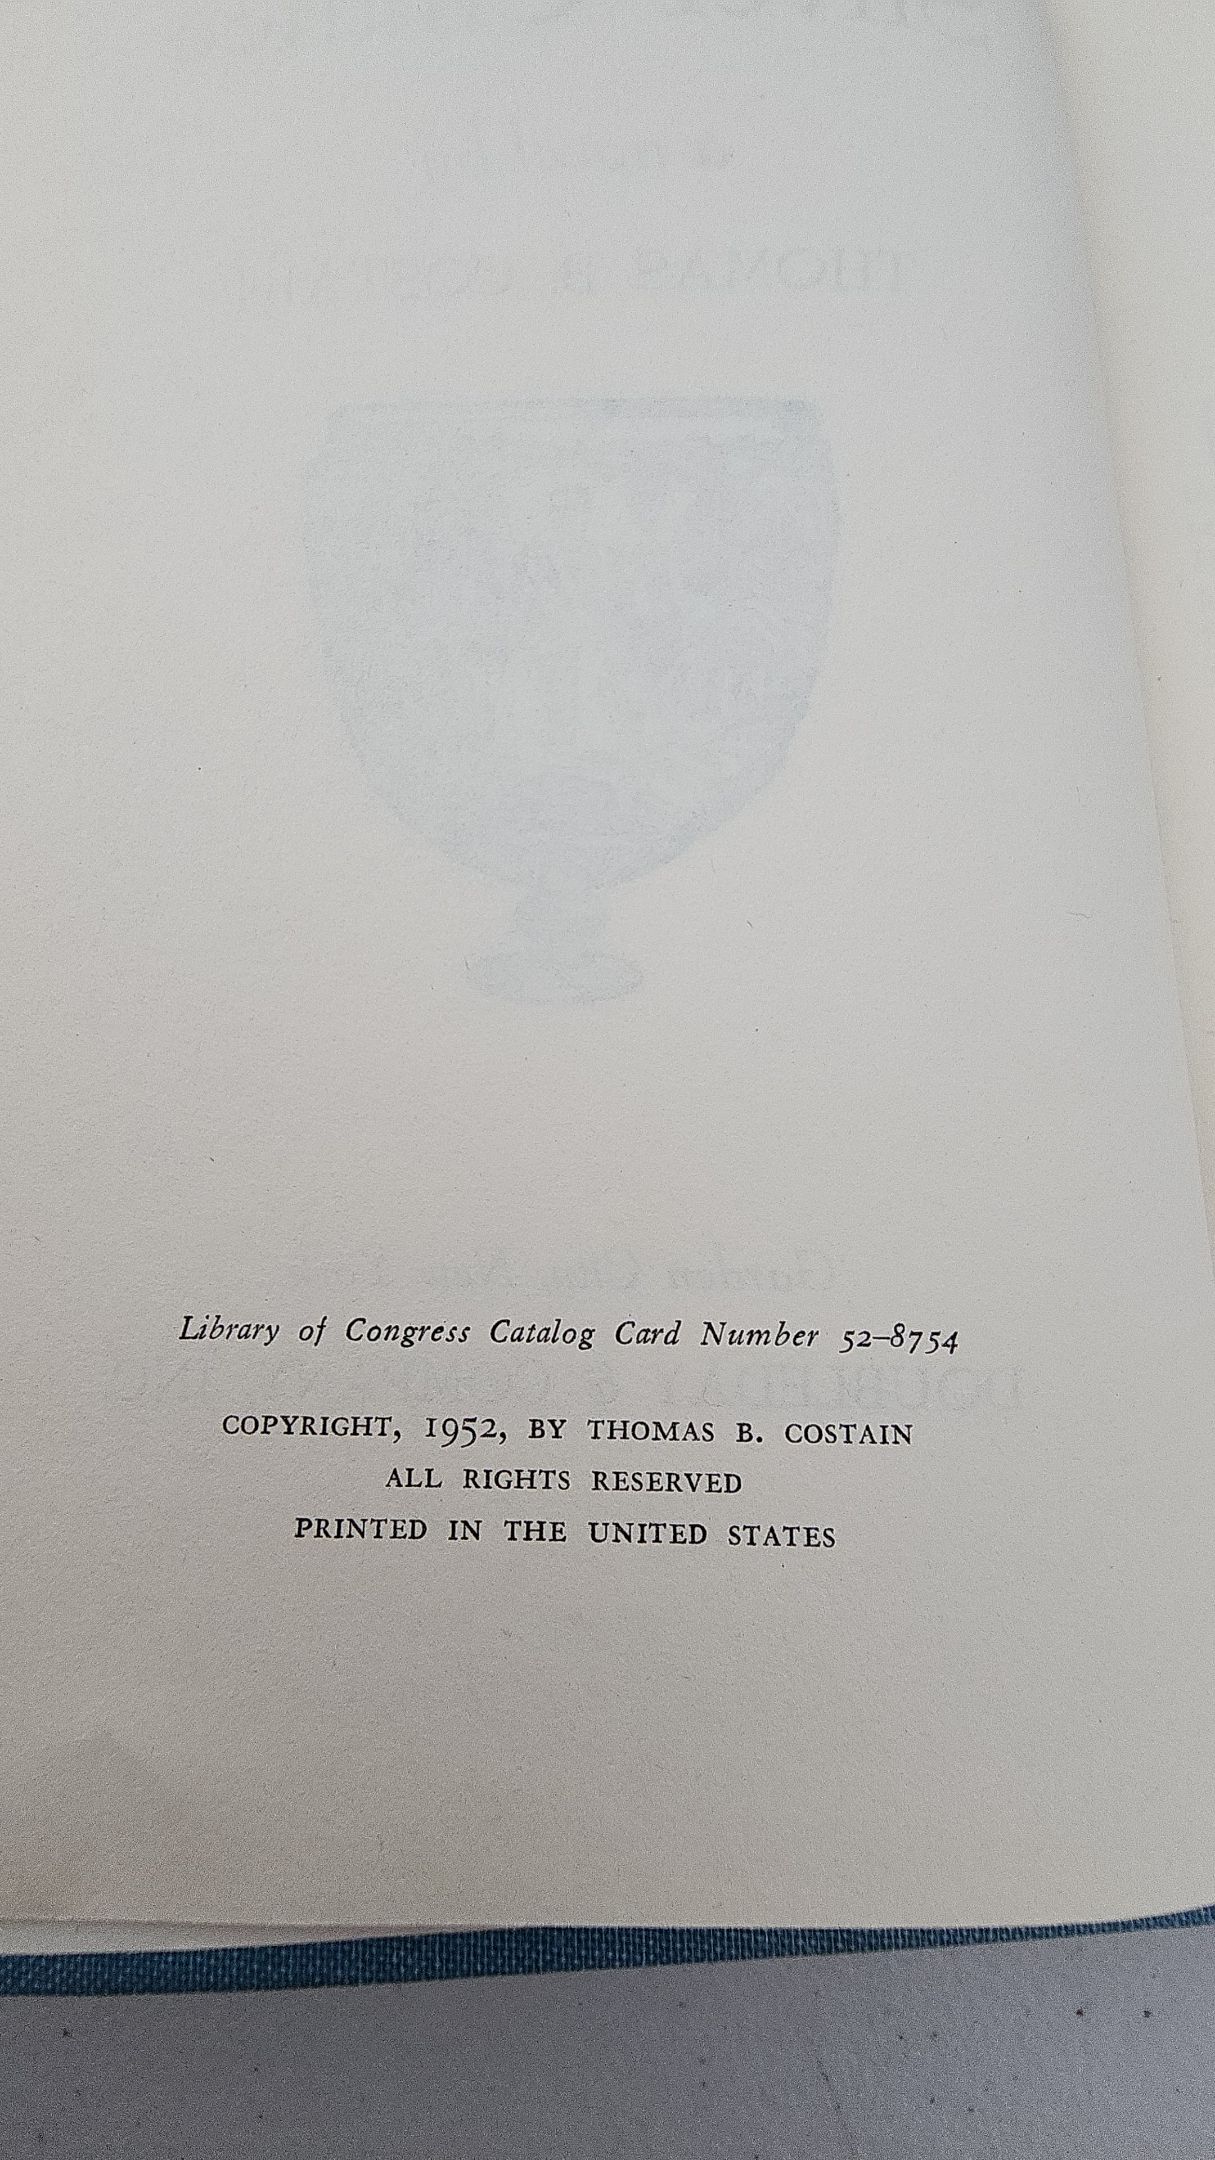 Library of Congress Catalog Card Number 52–8754
COPYRIGHT, 1952, BY THOMAS B. COSTAIN
ALL RIGHTS RESERVED
PRINTED IN THE UNITED STATES